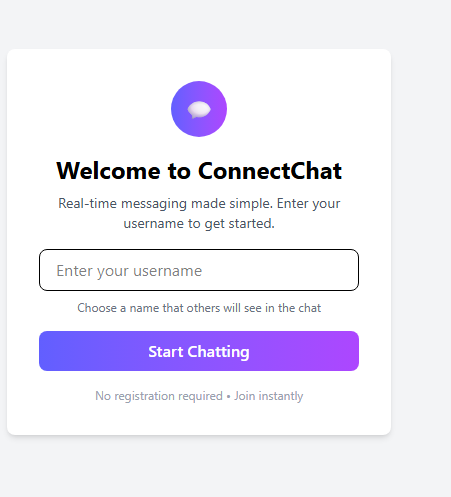 Welcome to ConnectChat
Real-time messaging made simple. Enter your
username to get started.
Enter your username
Choose a name that others will see in the chat
Start Chatting
No registration required • Join instantly